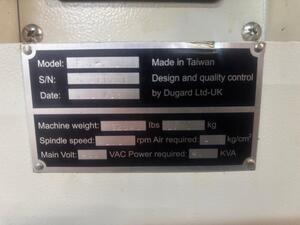 Model: Made in Taiwan
S/N: Design and quality control
Date: by Dugard Ltd-UK
Machine weight: lbs kg
Spindle speed: rpm Air required: kg/cm²
Main Volt: VAC Power required: KVA